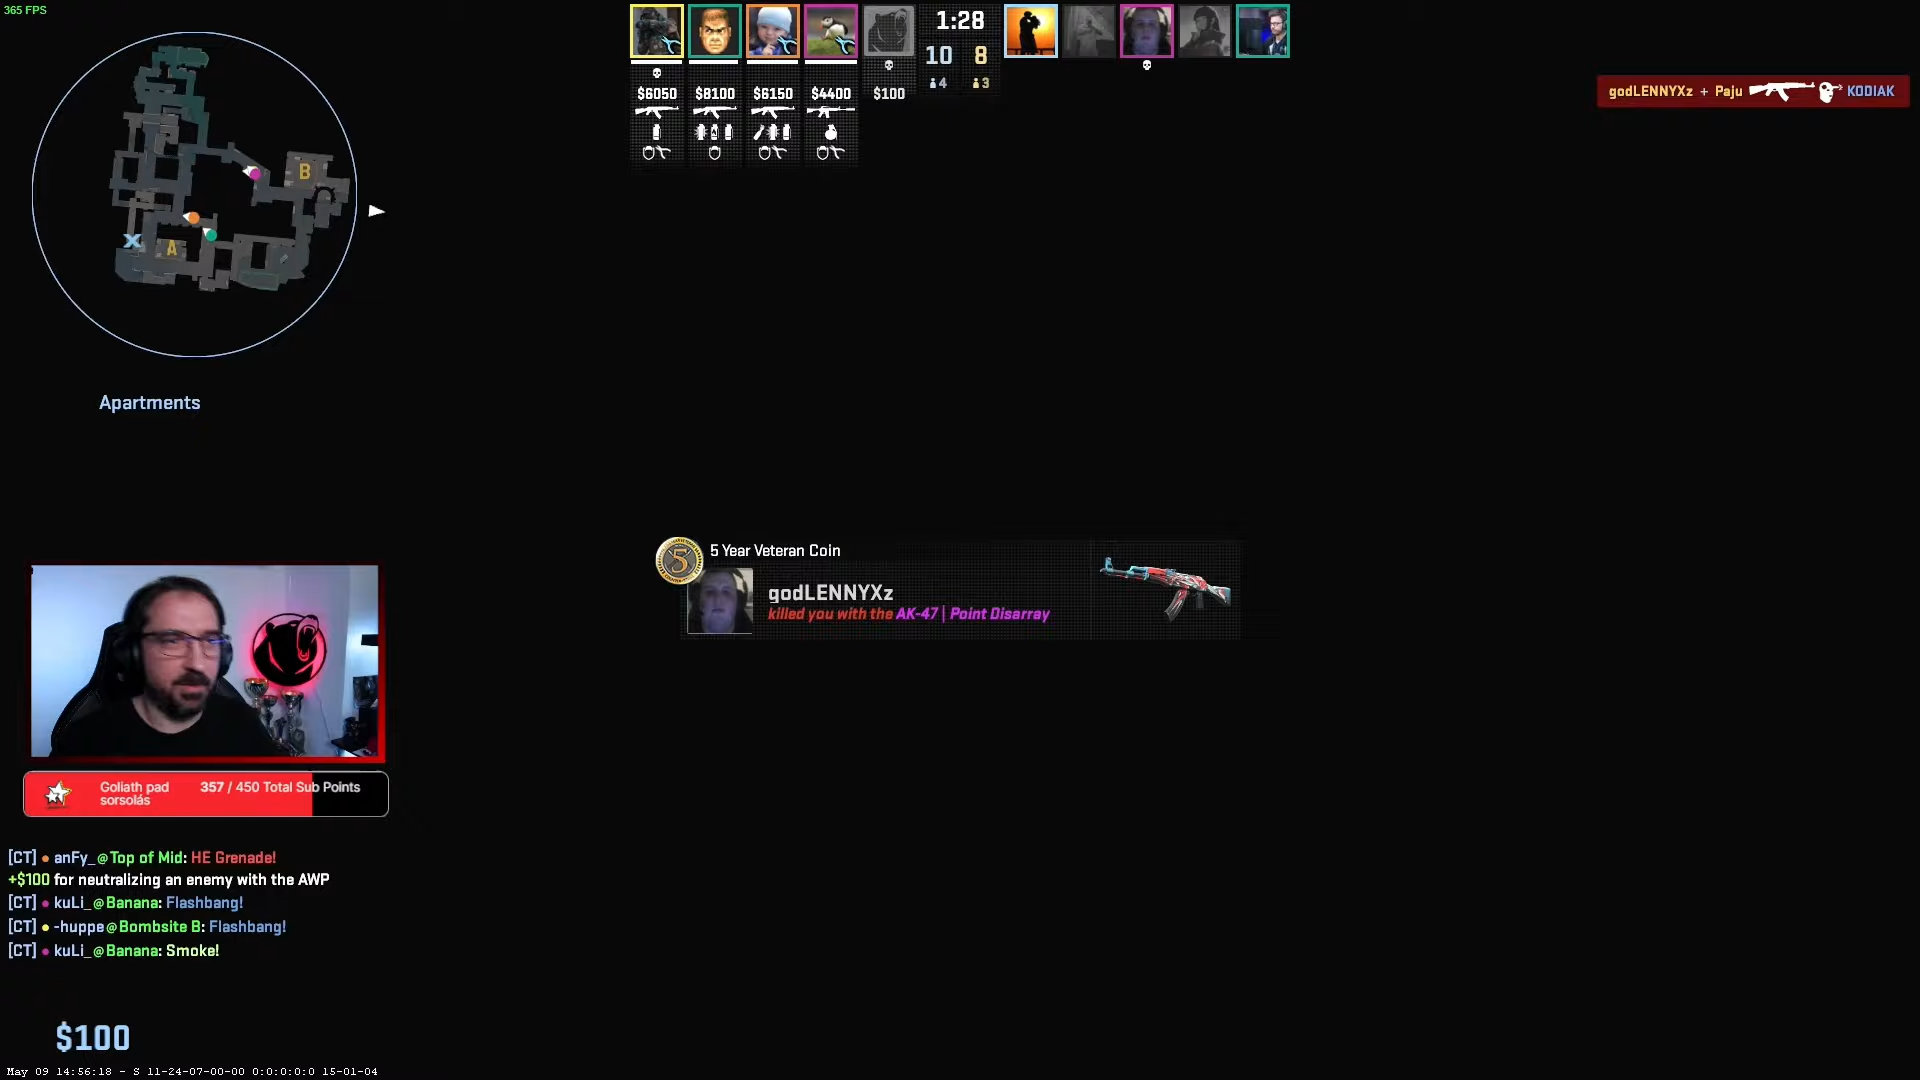 365 FPS
1:28
10 8
4 3
$6050 $8100 $6150 $4400 $100
godLENNYXz + Paju KODIAK
B
A
X
Apartments
5 Year Veteran Coin
5
godLENNYXz
killed you with the AK-47 | Point Disarray
Goliath pad
sorsolás
357 / 450 Total Sub Points
[CT] • anFy_@Top of Mid: HE Grenade!
+$100 for neutralizing an enemy with the AWP
[CT] • kuLi_@Banana: Flashbang!
[CT] • -huppe@Bombsite B: Flashbang!
[CT] • kuLi_@Banana: Smoke!
$100
May 09 14:56:18 - S 11-24-07-00-00 0:0:0:0:0 15-01-04